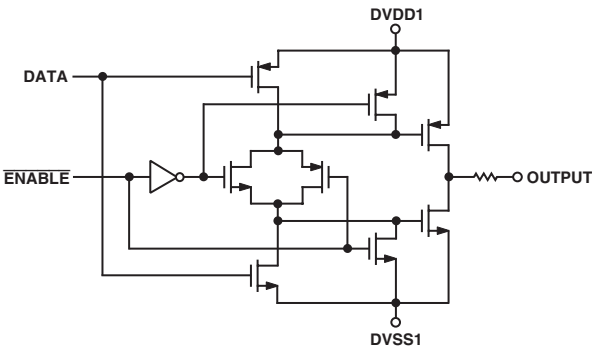 DVDD1
DATA
ENABLE
OUTPUT
DVSS1